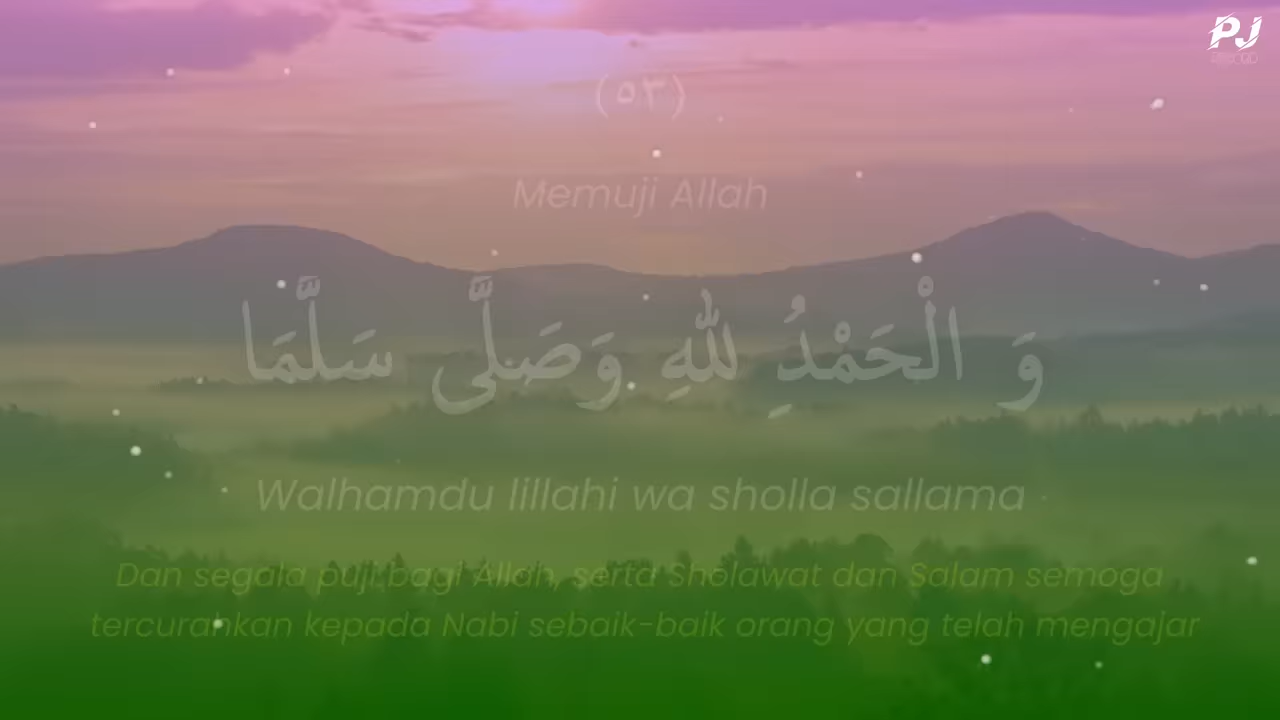 PJ
RECORD
(٥٣)
Memuji Allah
وَ الْحَمْدُ لِلّٰهِ وَصَلَّى سَلَّمَا
Walhamdu lillahi wa sholla sallama
Dan segala puji bagi Allah, serta Sholawat dan Salam semoga
tercurahkan kepada Nabi sebaik-baik orang yang telah mengajar